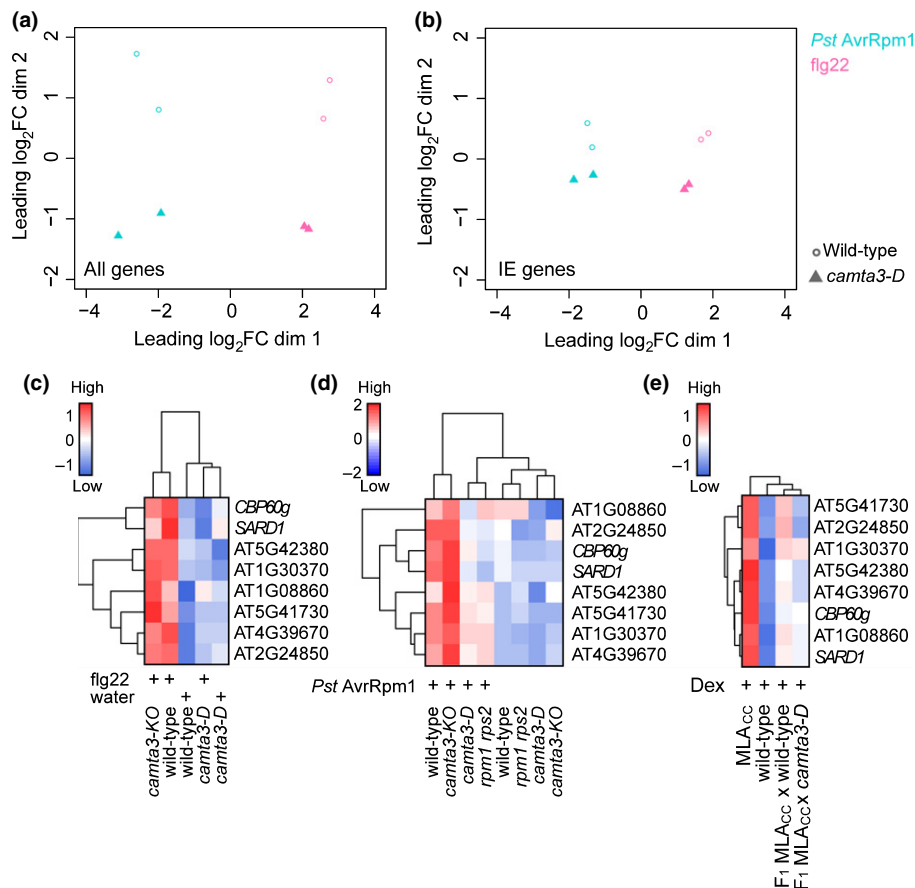 (a)
Leading log2FC dim 2
2
1
0
−1
−2
All genes
−4 −2 0 2 4
Leading log2FC dim 1
(b)
Leading log2FC dim 2
2
1
0
−1
−2
IE genes
−4 −2 0 2 4
Leading log2FC dim 1
Pst AvrRpm1
flg22
Wild-type
camta3-D
(c)
High
1
0
−1
Low
CBP60g
SARD1
AT5G42380
AT1G30370
AT1G08860
AT5G41730
AT4G39670
AT2G24850
flg22 + + +
water + +
camta3-KO
wild-type
wild-type
camta3-D
camta3-D
(d)
High
2
0
−2
Low
AT1G08860
AT2G24850
CBP60g
SARD1
AT5G42380
AT5G41730
AT1G30370
AT4G39670
Pst AvrRpm1 + + + +
wild-type
camta3-KO
camta3-D
rpm1 rps2
wild-type
rpm1 rps2
camta3-D
camta3-KO
(e)
High
1
0
−1
Low
AT5G41730
AT2G24850
AT1G30370
AT5G42380
AT4G39670
CBP60g
AT1G08860
SARD1
Dex + + + +
MLACC
wild-type
F1 MLACC x wild-type
F1 MLACC x camta3-D